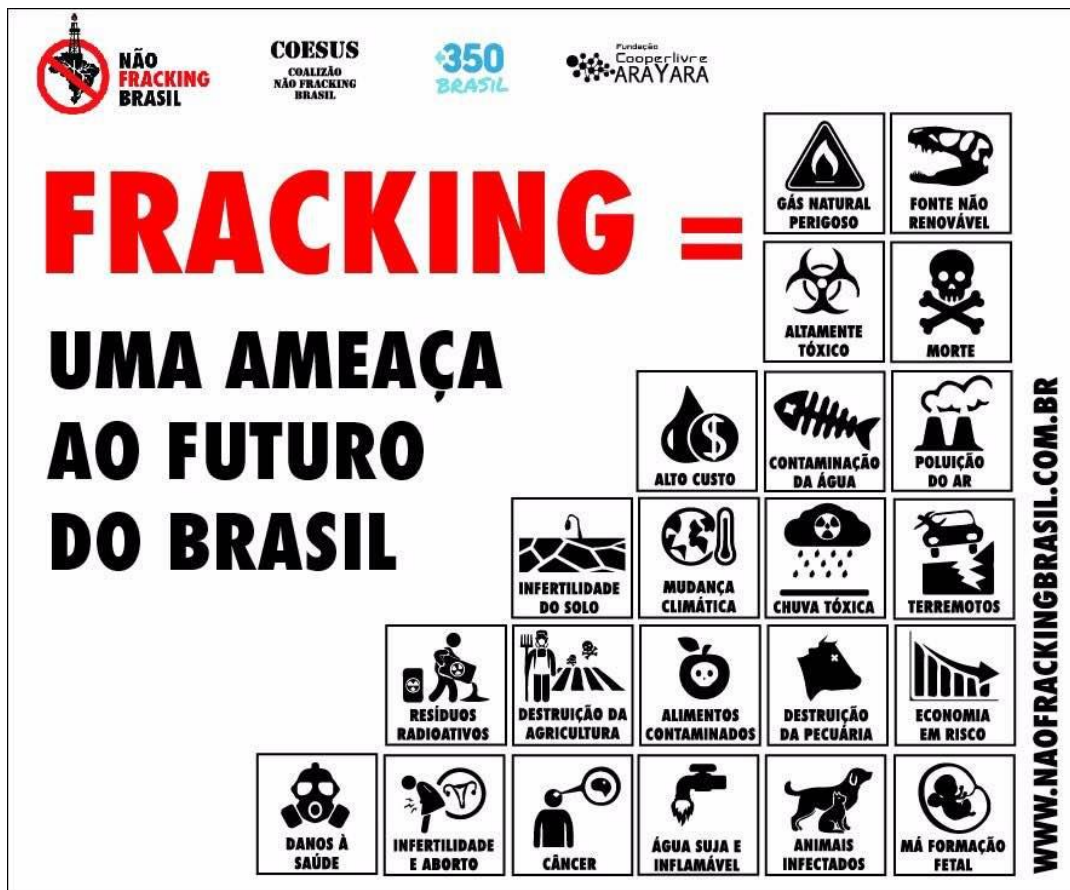 NÃO
FRACKING
BRASIL
COESUS
COALIZÃO
NÃO FRACKING
BRASIL
350
BRASIL
Fundação
Cooperlivre
ARAYARA
FRACKING =
UMA AMEAÇA
AO FUTURO
DO BRASIL
GÁS NATURAL
PERIGOSO
FONTE NÃO
RENOVÁVEL
ALTAMENTE
TÓXICO
MORTE
$
ALTO CUSTO
CONTAMINAÇÃO
DA ÁGUA
POLUIÇÃO
DO AR
INFERTILIDADE
DO SOLO
MUDANÇA
CLIMÁTICA
CHUVA TÓXICA
TERREMOTOS
RESÍDUOS
RADIOATIVOS
DESTRUIÇÃO DA
AGRICULTURA
ALIMENTOS
CONTAMINADOS
DESTRUIÇÃO
DA PECUÁRIA
ECONOMIA
EM RISCO
DANOS À
SAÚDE
INFERTILIDADE
E ABORTO
CÂNCER
ÁGUA SUJA E
INFLAMÁVEL
ANIMAIS
INFECTADOS
MÁ FORMAÇÃO
FETAL
WWW.NAOFRACKINGBRASIL.COM.BR